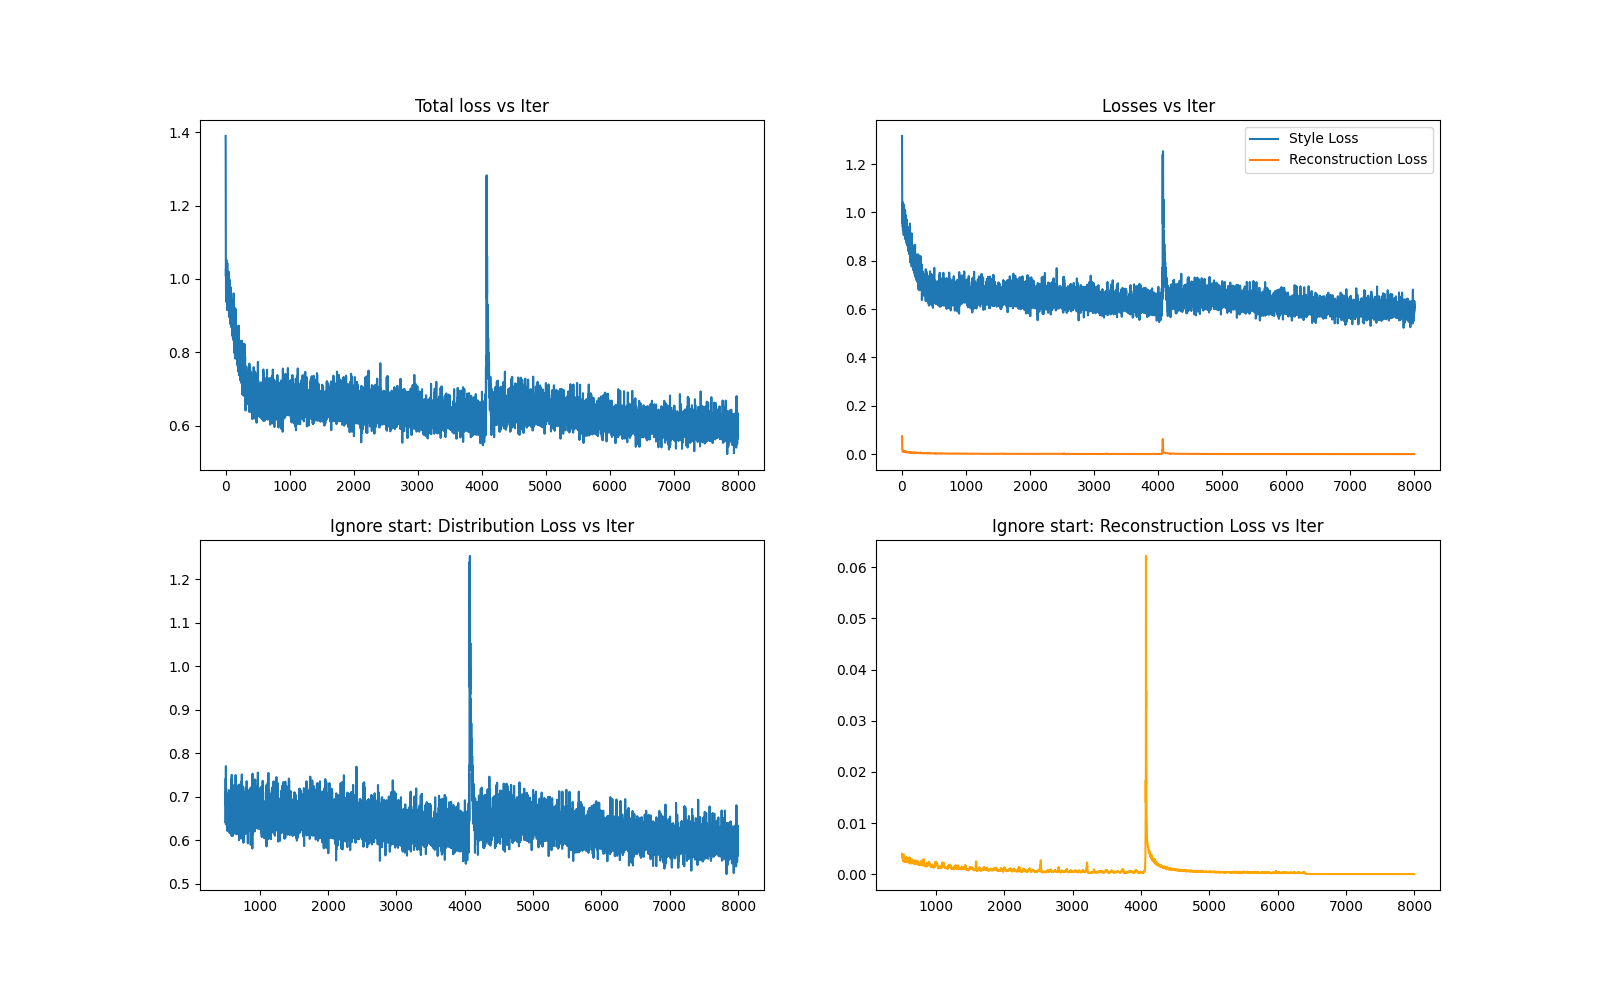 Total loss vs Iter
1.4
1.2
1.0
0.8
0.6
0 1000 2000 3000 4000 5000 6000 7000 8000
Losses vs Iter
Style Loss
Reconstruction Loss
1.2
1.0
0.8
0.6
0.4
0.2
0.0
0 1000 2000 3000 4000 5000 6000 7000 8000
Ignore start: Distribution Loss vs Iter
1.2
1.1
1.0
0.9
0.8
0.7
0.6
0.5
1000 2000 3000 4000 5000 6000 7000 8000
Ignore start: Reconstruction Loss vs Iter
0.06
0.05
0.04
0.03
0.02
0.01
0.00
1000 2000 3000 4000 5000 6000 7000 8000